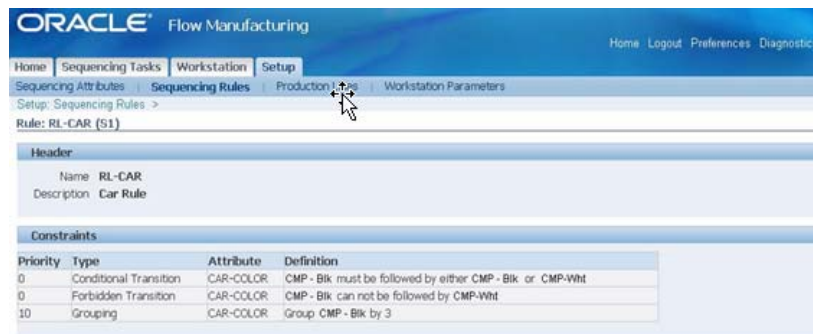 ORACLE® Flow Manufacturing
Home Logout Preferences Diagnostic
Home Sequencing Tasks Workstation Setup
Sequencing Attributes | Sequencing Rules | Production Lines | Workstation Parameters
Setup: Sequencing Rules >
Rule: RL-CAR (S1)
Header
Name RL-CAR
Description Car Rule
Constraints
Priority Type Attribute Definition
0 Conditional Transition CAR-COLOR CMP - Blk must be followed by either CMP - Blk or CMP-Wht
0 Forbidden Transition CAR-COLOR CMP - Blk can not be followed by CMP-Wht
10 Grouping CAR-COLOR Group CMP - Blk by 3